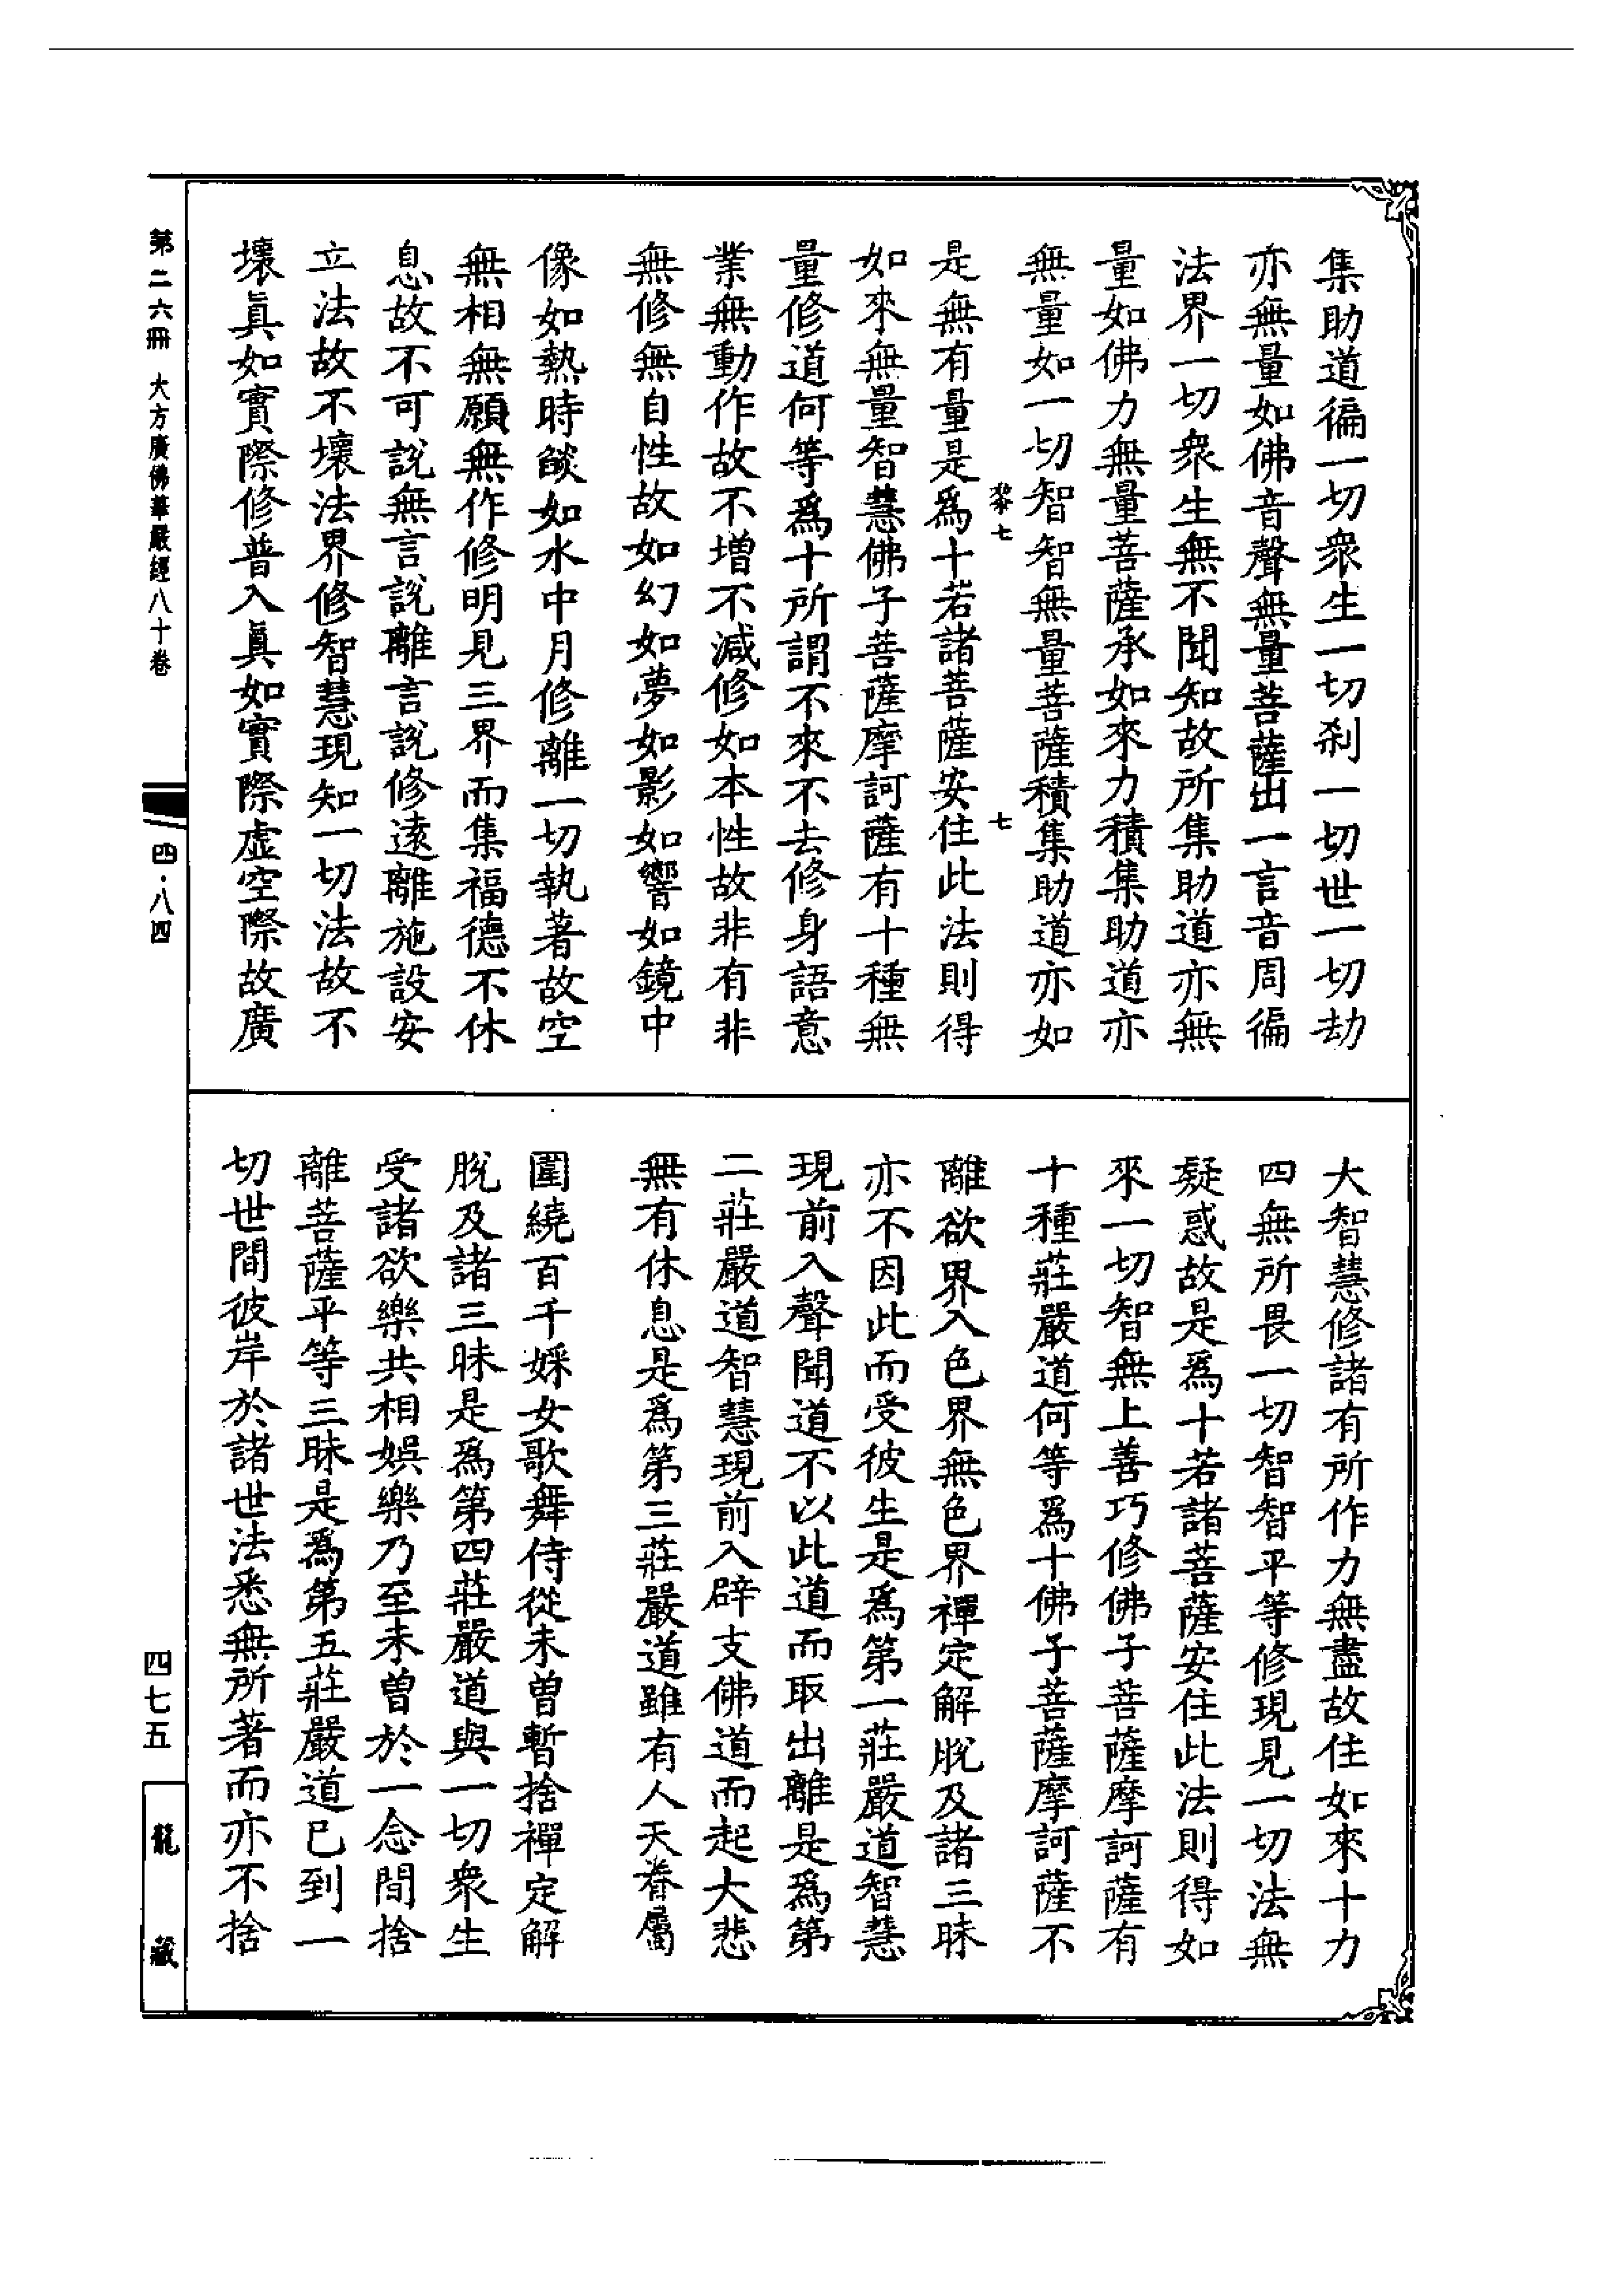 集助道徧一切衆生一切刹一切世一切劫
亦無量如佛音聲無量菩薩出一言音周徧
法界一切衆生無不聞知故所集助道亦無
量如佛力無量菩薩承如來力積集助道亦
無量如一切智智無量菩薩積集助道亦如
黎七 七
是無有量是爲十若諸菩薩安住此法則得
如來無量智慧佛子菩薩摩訶薩有十種無
量修道何等爲十所謂不來不去修身語意
業無動作故不增不減修如本性故非有非
無修無自性故如幻如夢如影如響如鏡中
像如熱時燄如水中月修離一切執著故空
無相無願無作修明見三界而集福德不休
息故不可說無言說離言說修遠離施設安
立法故不壞法界修智慧現知一切法故不
壞真如實際修普入真如實際虛空際故廣
大智慧修諸有所作力無盡故住如來十力
四無所畏一切智智平等修現見一切法無
疑惑故是爲十若諸菩薩安住此法則得如
來一切智無上善巧修佛子菩薩摩訶薩有
十種莊嚴道何等爲十佛子菩薩摩訶薩不
離欲界入色界無色界禪定解脫及諸三昧
亦不因此而受彼生是爲第一莊嚴道智慧
現前入聲聞道不以此道而取出離是爲第
二莊嚴道智慧現前入辟支佛道而起大悲
無有休息是爲第三莊嚴道雖有人天眷屬
圍繞百千婇女歌舞侍從未曾暫捨禪定解
脫及諸三昧是爲第四莊嚴道與一切衆生
受諸欲樂共相娛樂乃至未曾於一念間捨
離菩薩平等三昧是爲第五莊嚴道已到一
切世間彼岸於諸世法悉無所著而亦不捨
第二六冊 大方廣佛華嚴經八十卷
四·八四
四七五
龍藏